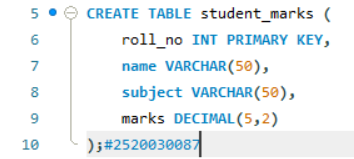 5 CREATE TABLE student_marks (
6 roll_no INT PRIMARY KEY,
7 name VARCHAR(50),
8 subject VARCHAR(50),
9 marks DECIMAL(5,2)
10 );#2520030087